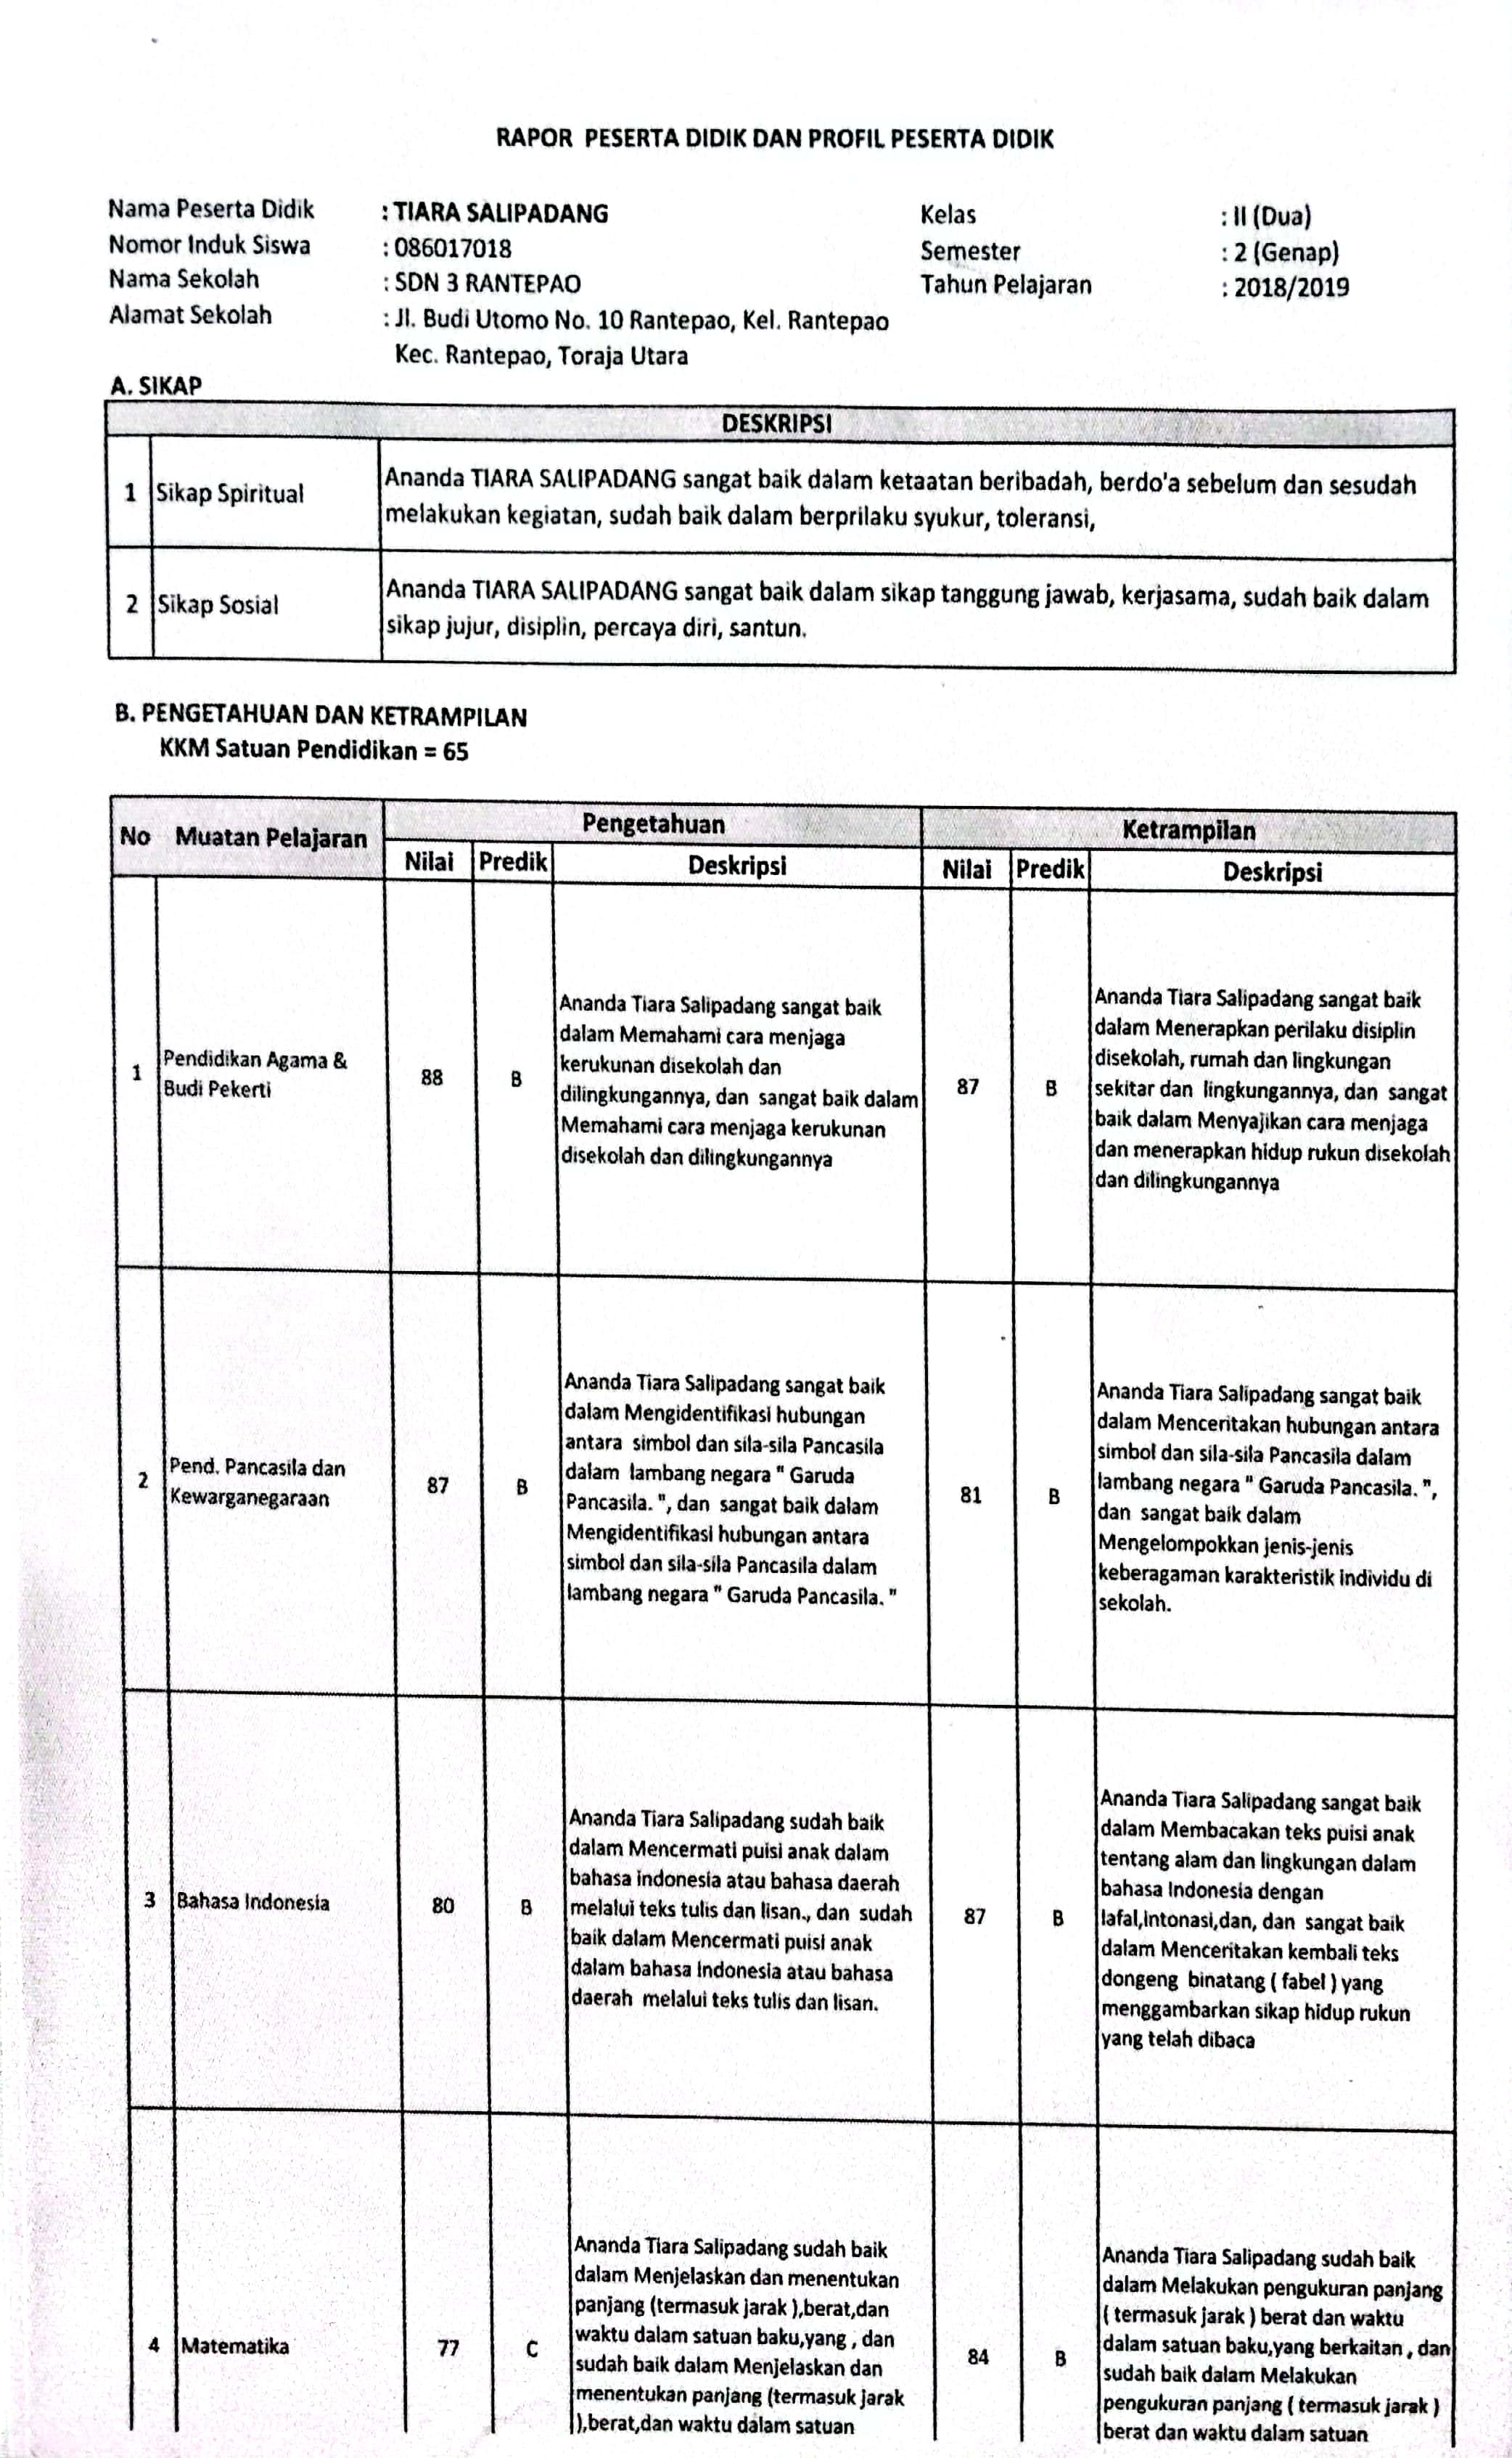 RAPOR PESERTA DIDIK DAN PROFIL PESERTA DIDIK
Nama Peserta Didik : TIARA SALIPADANG Kelas : II (Dua)
Nomor Induk Siswa : 086017018 Semester : 2 (Genap)
Nama Sekolah : SDN 3 RANTEPAO Tahun Pelajaran : 2018/2019
Alamat Sekolah : Jl. Budi Utomo No. 10 Rantepao, Kel. Rantepao
Kec. Rantepao, Toraja Utara
A. SIKAP
DESKRIPSI
1 Sikap Spiritual
Ananda TIARA SALIPADANG sangat baik dalam ketaatan beribadah, berdo'a sebelum dan sesudah
melakukan kegiatan, sudah baik dalam berprilaku syukur, toleransi,
2 Sikap Sosial
Ananda TIARA SALIPADANG sangat baik dalam sikap tanggung jawab, kerjasama, sudah baik dalam
sikap jujur, disiplin, percaya diri, santun.
B. PENGETAHUAN DAN KETRAMPILAN
KKM Satuan Pendidikan = 65
No Muatan Pelajaran Pengetahuan Ketrampilan
Nilai Predik Deskripsi Nilai Predik Deskripsi
1
Pendidikan Agama &
Budi Pekerti
88 B
Ananda Tiara Salipadang sangat baik
dalam Memahami cara menjaga
kerukunan disekolah dan
dilingkungannya, dan sangat baik dalam
Memahami cara menjaga kerukunan
disekolah dan dilingkungannya
87 B
Ananda Tiara Salipadang sangat baik
dalam Menerapkan perilaku disiplin
disekolah, rumah dan lingkungan
sekitar dan lingkungannya, dan sangat
baik dalam Menyajikan cara menjaga
dan menerapkan hidup rukun disekolah
dan dilingkungannya
2
Pend. Pancasila dan
Kewarganegaraan
87 B
Ananda Tiara Salipadang sangat baik
dalam Mengidentifikasi hubungan
antara simbol dan sila-sila Pancasila
dalam lambang negara " Garuda
Pancasila. ", dan sangat baik dalam
Mengidentifikasi hubungan antara
simbol dan sila-sila Pancasila dalam
lambang negara " Garuda Pancasila. "
81 B
Ananda Tiara Salipadang sangat baik
dalam Menceritakan hubungan antara
simbol dan sila-sila Pancasila dalam
lambang negara " Garuda Pancasila. ",
dan sangat baik dalam
Mengelompokkan jenis-jenis
keberagaman karakteristik individu di
sekolah.
3 Bahasa Indonesia
80 B
Ananda Tiara Salipadang sudah baik
dalam Mencermati puisi anak dalam
bahasa indonesia atau bahasa daerah
melalui teks tulis dan lisan., dan sudah
baik dalam Mencermati puisi anak
dalam bahasa Indonesia atau bahasa
daerah melalui teks tulis dan lisan.
87 B
Ananda Tiara Salipadang sangat baik
dalam Membacakan teks puisi anak
tentang alam dan lingkungan dalam
bahasa Indonesia dengan
lafal,Intonasi,dan, dan sangat baik
dalam Menceritakan kembali teks
dongeng binatang ( fabel ) yang
menggambarkan sikap hidup rukun
yang telah dibaca
4 Matematika
77 C
Ananda Tiara Salipadang sudah baik
dalam Menjelaskan dan menentukan
panjang (termasuk jarak ),berat,dan
waktu dalam satuan baku,yang , dan
sudah baik dalam Menjelaskan dan
menentukan panjang (termasuk jarak
),berat,dan waktu dalam satuan
84 B
Ananda Tiara Salipadang sudah baik
dalam Melakukan pengukuran panjang
( termasuk jarak ) berat dan waktu
dalam satuan baku,yang berkaitan , dan
sudah baik dalam Melakukan
pengukuran panjang ( termasuk jarak )
berat dan waktu dalam satuan